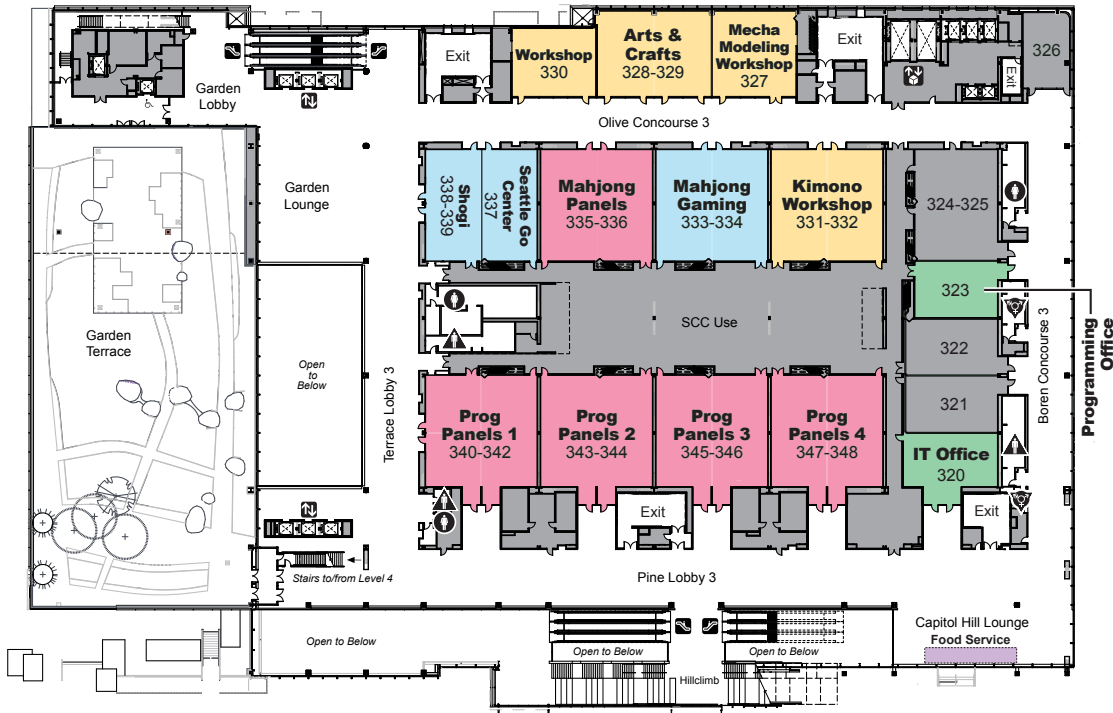 Exit
Workshop
330
Arts &
Crafts
328-329
Mecha
Modeling
Workshop
327
Exit
Exit
326
Garden
Lobby
Olive Concourse 3
Garden
Lounge
Shogi
338-339
Seattle Go
Center
337
Mahjong
Panels
335-336
Mahjong
Gaming
333-334
Kimono
Workshop
331-332
324-325
323
Programming
Office
SCC Use
322
Boren Concourse 3
Garden
Terrace
Open
to
Below
Terrace Lobby 3
321
Prog
Panels 1
340-342
Prog
Panels 2
343-344
Prog
Panels 3
345-346
Prog
Panels 4
347-348
IT Office
320
Exit
Exit
Stairs to/from Level 4
Pine Lobby 3
Open to Below
Open to Below
Open to Below
Capitol Hill Lounge
Food Service
Hillclimb